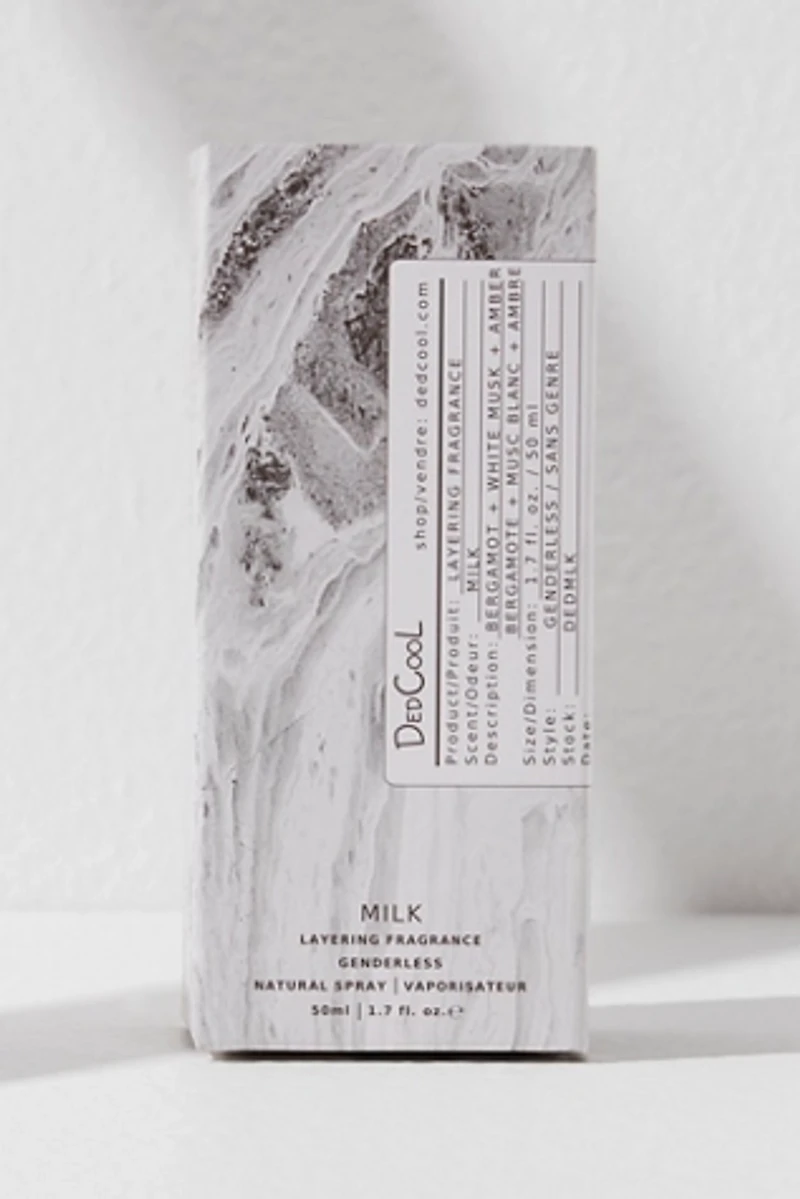 DEDCOOL
shop/vendre: dedcool.com
Product/Produit: LAYERING FRAGRANCE
Scent/Odeur: MILK
Description: BERGAMOT + WHITE MUSK + AMBER
BERGAMOTE + MUSC BLANC + AMBRE
Size/Dimension: 1.7 fl. oz. / 50 ml
Style: GENDERLESS / SANS GENRE
Stock: DEDMLK
Date:
MILK
LAYERING FRAGRANCE
GENDERLESS
NATURAL SPRAY | VAPORISATEUR
50ml | 1.7 fl. oz. ℮